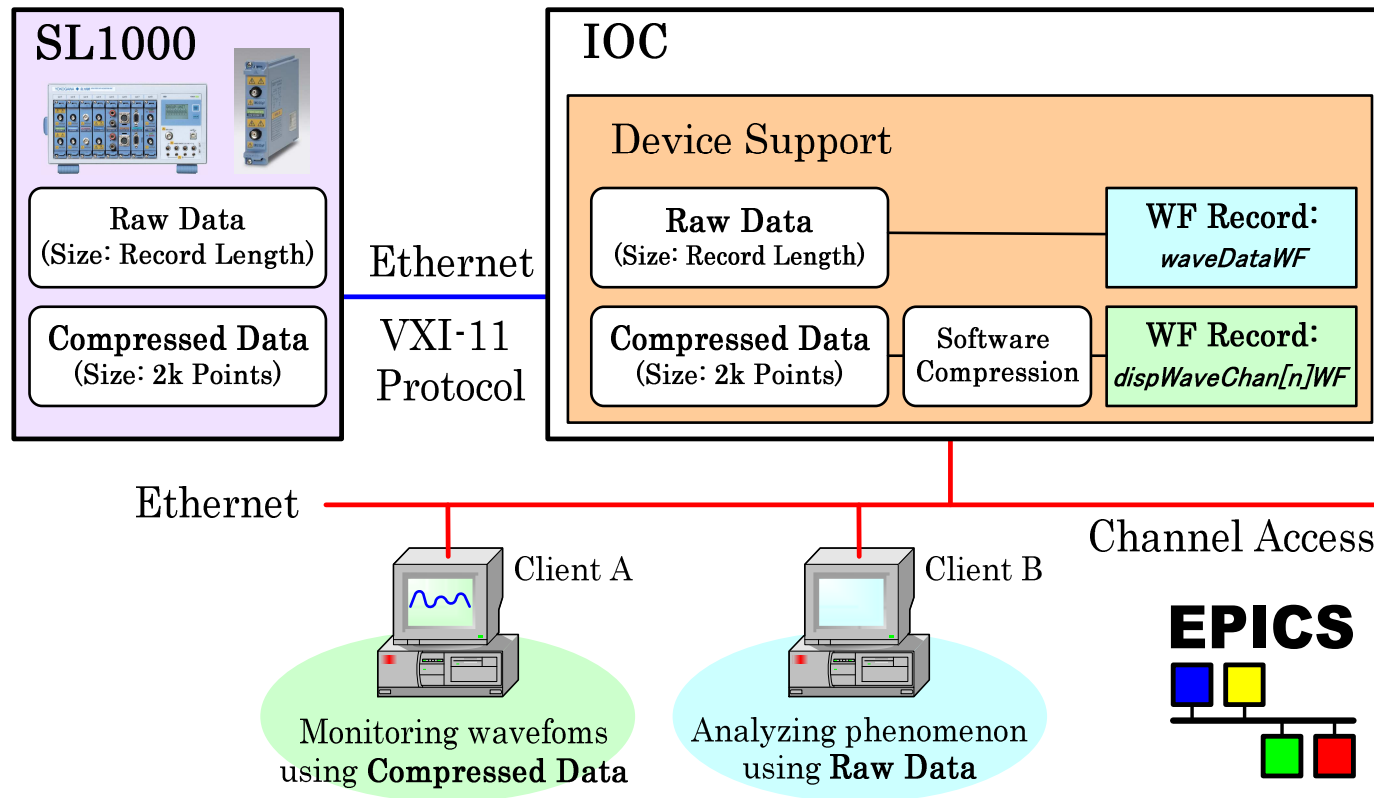 SL1000
Raw Data
(Size: Record Length)
Compressed Data
(Size: 2k Points)
Ethernet
VXI-11
Protocol
IOC
Device Support
Raw Data
(Size: Record Length)
WF Record:
waveDataWF
Compressed Data
(Size: 2k Points)
Software
Compression
WF Record:
dispWaveChan[n]WF
Ethernet
Channel Access
Client A
Client B
Monitoring wavefoms
using Compressed Data
Analyzing phenomenon
using Raw Data
EPICS